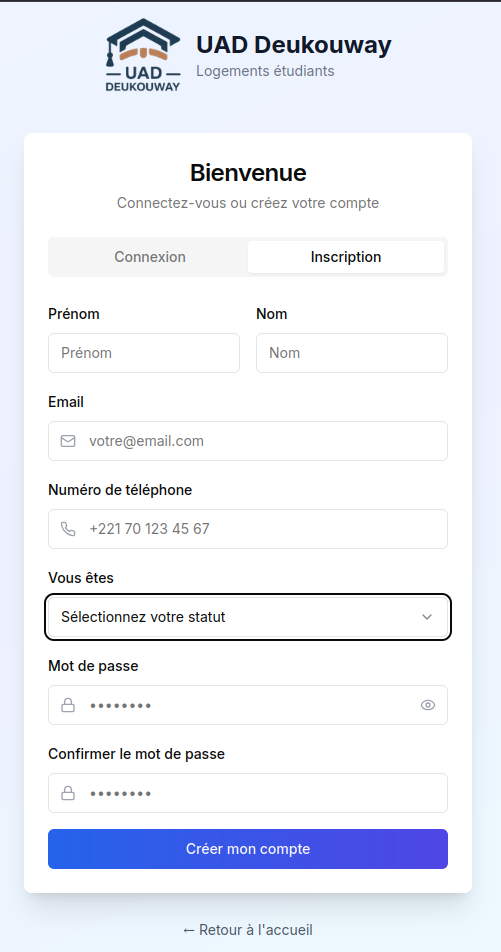 UAD
DEUKOUWAY
UAD Deukouway
Logements étudiants
Bienvenue
Connectez-vous ou créez votre compte
Connexion
Inscription
Prénom
Nom
Prénom
Nom
Email
votre@email.com
Numéro de téléphone
+221 70 123 45 67
Vous êtes
Sélectionnez votre statut
Mot de passe
••••••••
Confirmer le mot de passe
••••••••
Créer mon compte
← Retour à l'accueil